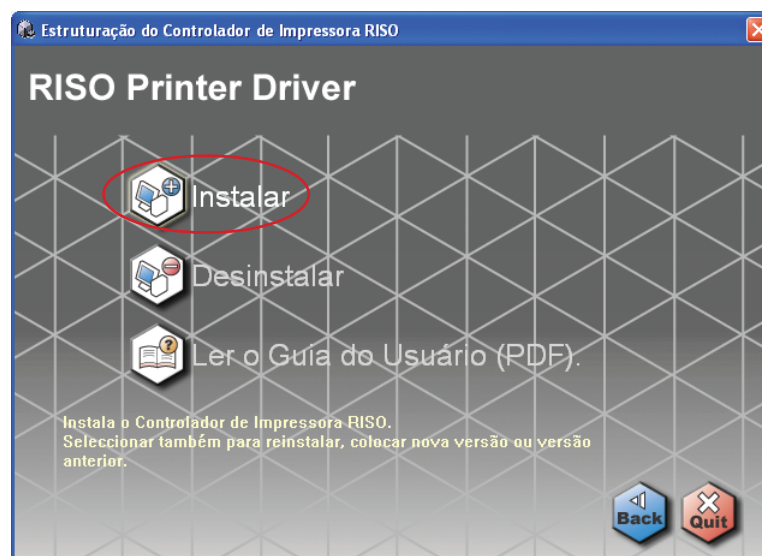 Estruturação do Controlador de Impressora RISO
RISO Printer Driver
Instalar
Desinstalar
Ler o Guia do Usuário (PDF).
Instala o Controlador de Impressora RISO.
Seleccionar também para reinstalar, colocar nova versão ou versão
anterior.
Back
Quit